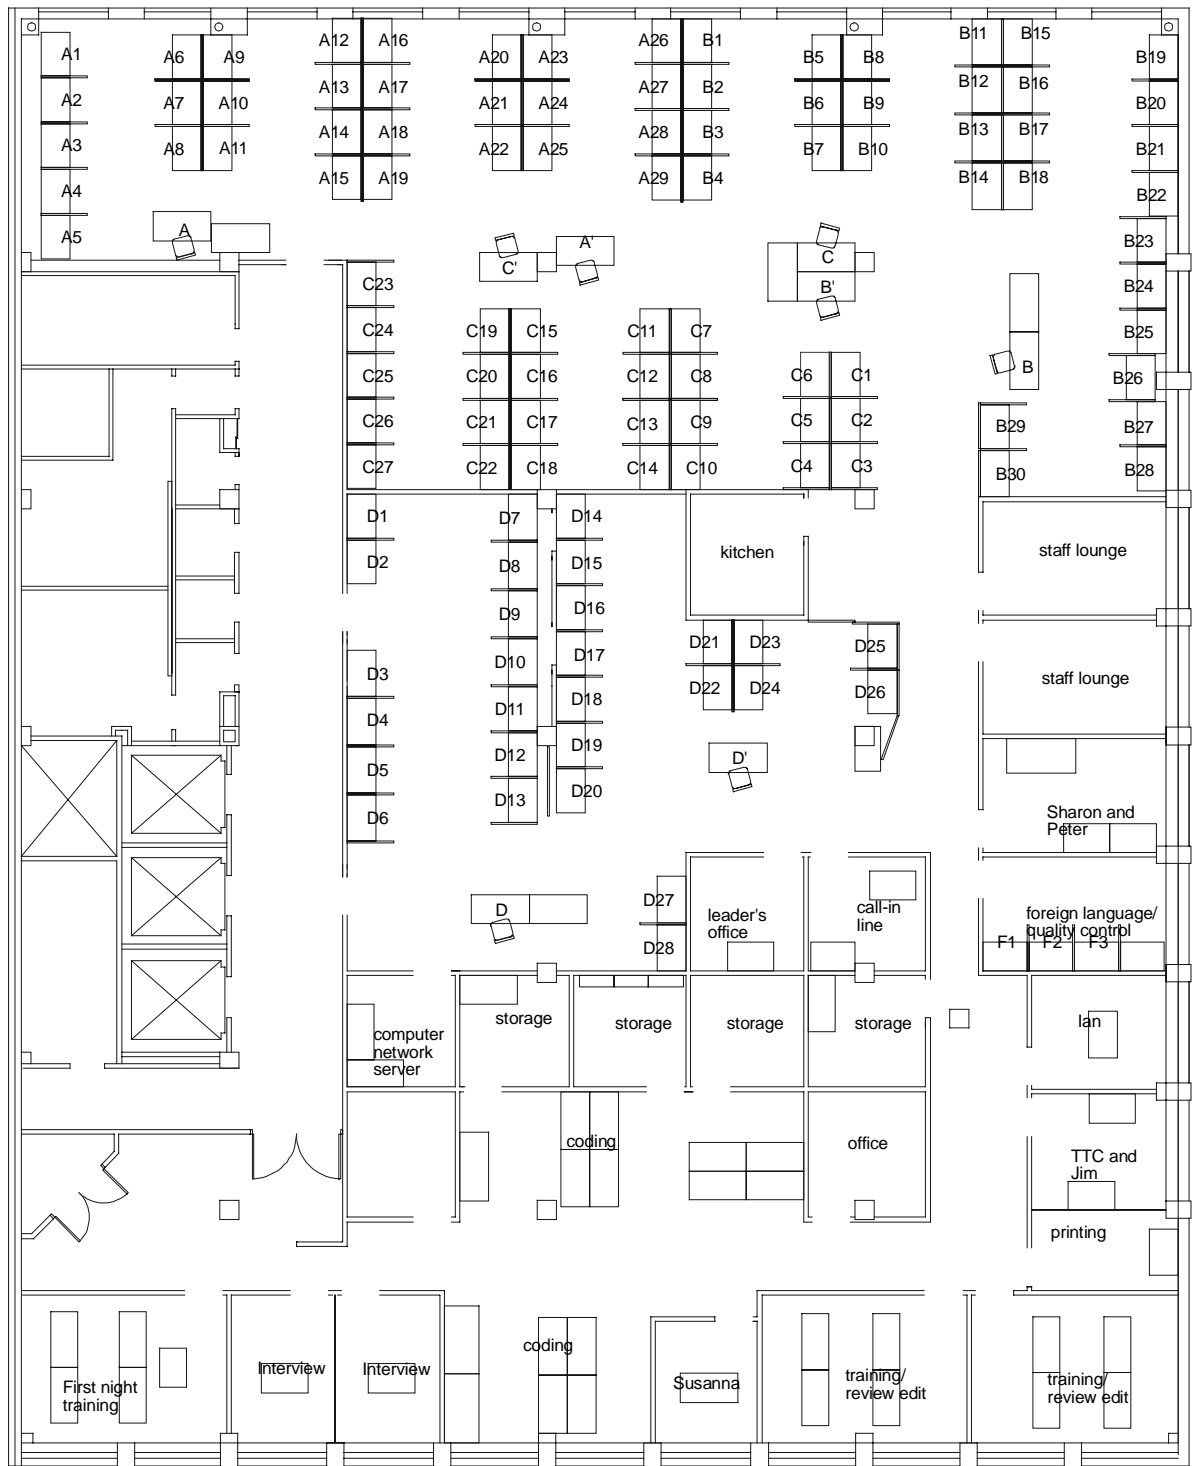 A1
A2
A3
A4
A5
A6
A7
A8
A9
A10
A11
A12
A13
A14
A15
A16
A17
A18
A19
A20
A21
A22
A23
A24
A25
A26
A27
A28
A29
B1
B2
B3
B4
B5
B6
B7
B8
B9
B10
B11
B12
B13
B14
B15
B16
B17
B18
B19
B20
B21
B22
B23
B24
B25
B26
B27
B28
B29
B30
A
C'
A'
C
B'
B
C23
C24
C25
C26
C27
C19
C20
C21
C22
C15
C16
C17
C18
C11
C12
C13
C14
C7
C8
C9
C10
C6
C5
C4
C1
C2
C3
D1
D2
D3
D4
D5
D6
D7
D8
D9
D10
D11
D12
D13
D14
D15
D16
D17
D18
D19
D20
kitchen
D21
D22
D23
D24
D25
D26
D'
staff lounge
staff lounge
Sharon and
Peter
D
D27
D28
leader's
office
call-in
line
foreign language/
quality control
F1
F2
F3
computer
network
server
storage
storage
storage
storage
Ian
coding
office
TTC and
Jim
printing
First night
training
Interview
Interview
coding
Susanna
training/
review edit
training/
review edit